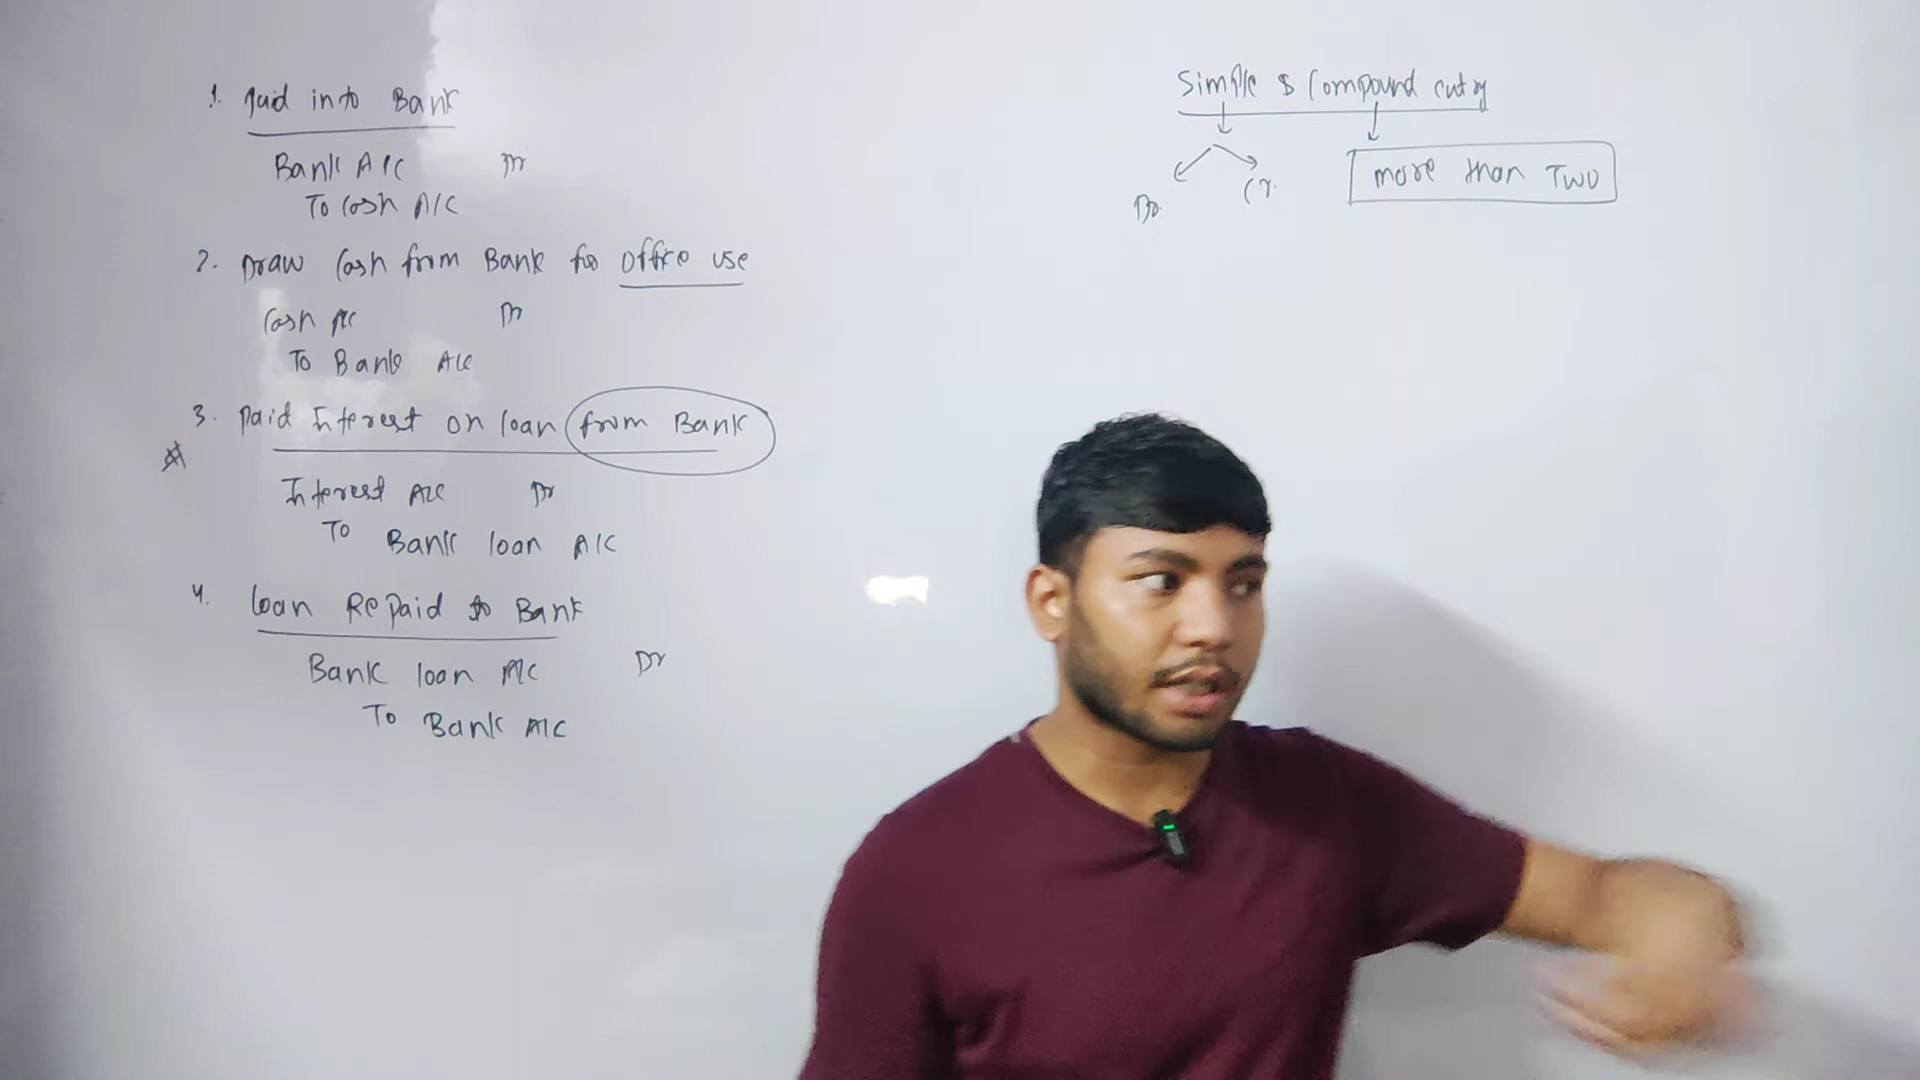 1. Paid into Bank
Bank A/C Dr
To Cash A/C
2. Draw Cash from Bank for office use
Cash A/C Dr
To Bank A/C
3. Paid Interest on loan from Bank
Interest A/C Dr
To Bank loan A/C
4. loan Repaid to Bank
Bank loan A/C Dr
To Bank A/C
Simple & Compound entry
Dr. Cr.
more than Two